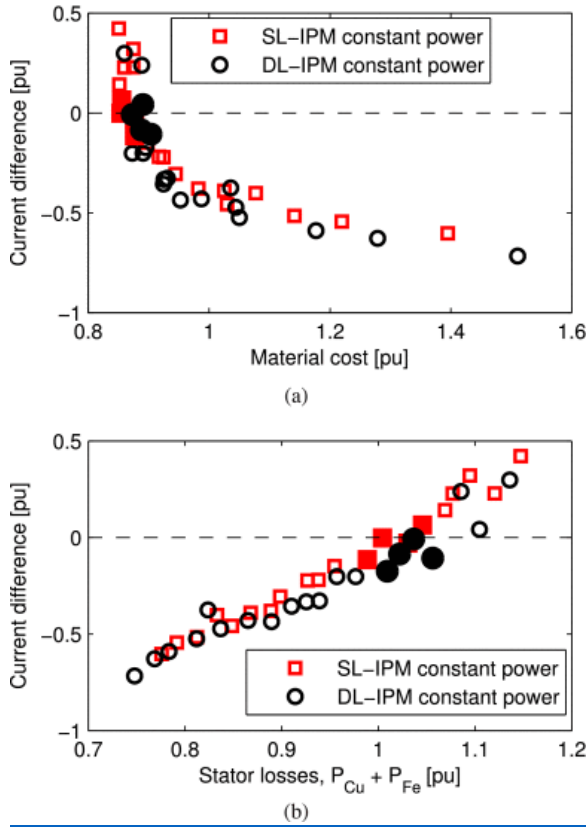 0.5
SL-IPM constant power
DL-IPM constant power
0
-0.5
-1
0.8 1 1.2 1.4 1.6
Current difference [pu]
Material cost [pu]
(a)
0.5
0
-0.5
SL-IPM constant power
DL-IPM constant power
-1
0.7 0.8 0.9 1 1.1 1.2
Current difference [pu]
Stator losses, P_Cu + P_Fe [pu]
(b)